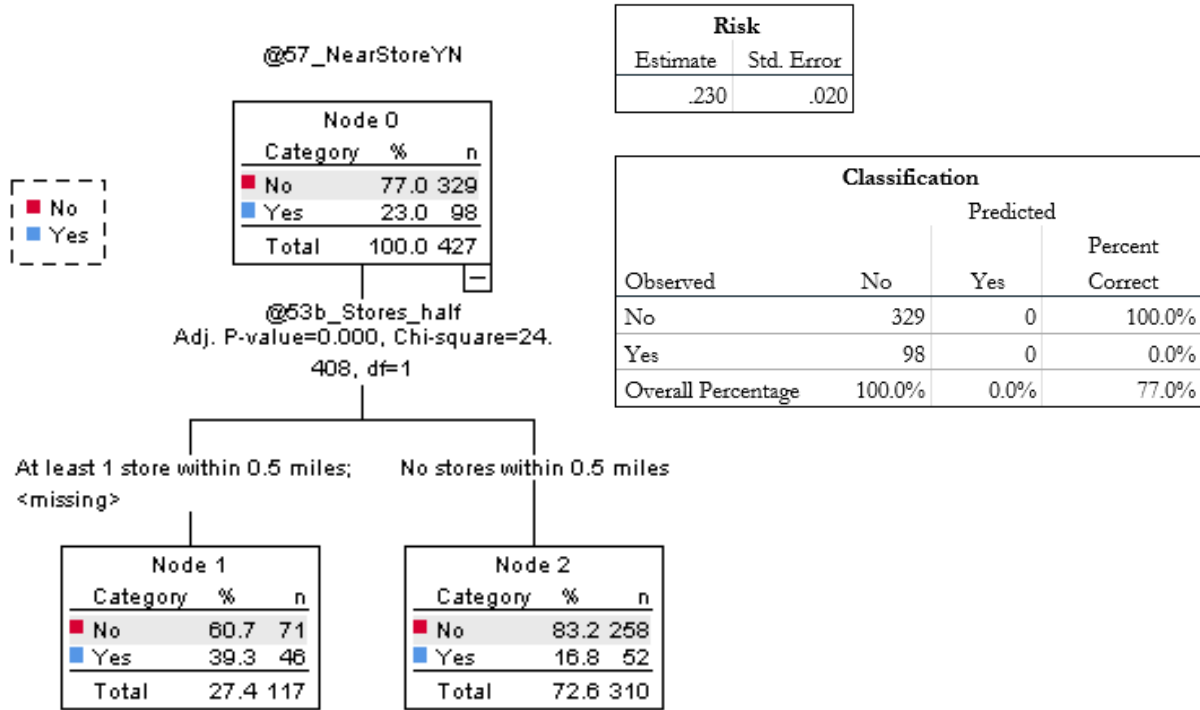 @57_NearStoreYN
Node 0
Category % n
No 77.0 329
Yes 23.0 98
Total 100.0 427
No
Yes
@53b_Stores_half
Adj. P-value=0.000, Chi-square=24.
408, df=1
At least 1 store within 0.5 miles;
<missing>
No stores within 0.5 miles
Node 1
Category % n
No 60.7 71
Yes 39.3 46
Total 27.4 117
Node 2
Category % n
No 83.2 258
Yes 16.8 52
Total 72.6 310
Risk
Estimate Std. Error
.230 .020
Classification
Predicted
Percent
Observed No Yes Correct
No 329 0 100.0%
Yes 98 0 0.0%
Overall Percentage 100.0% 0.0% 77.0%